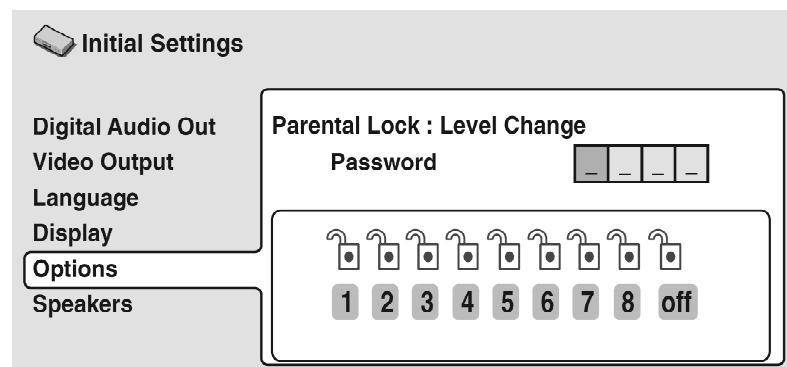 Initial Settings
Digital Audio Out
Video Output
Language
Display
Options
Speakers
Parental Lock : Level Change
Password _ _ _ _
1 2 3 4 5 6 7 8 off